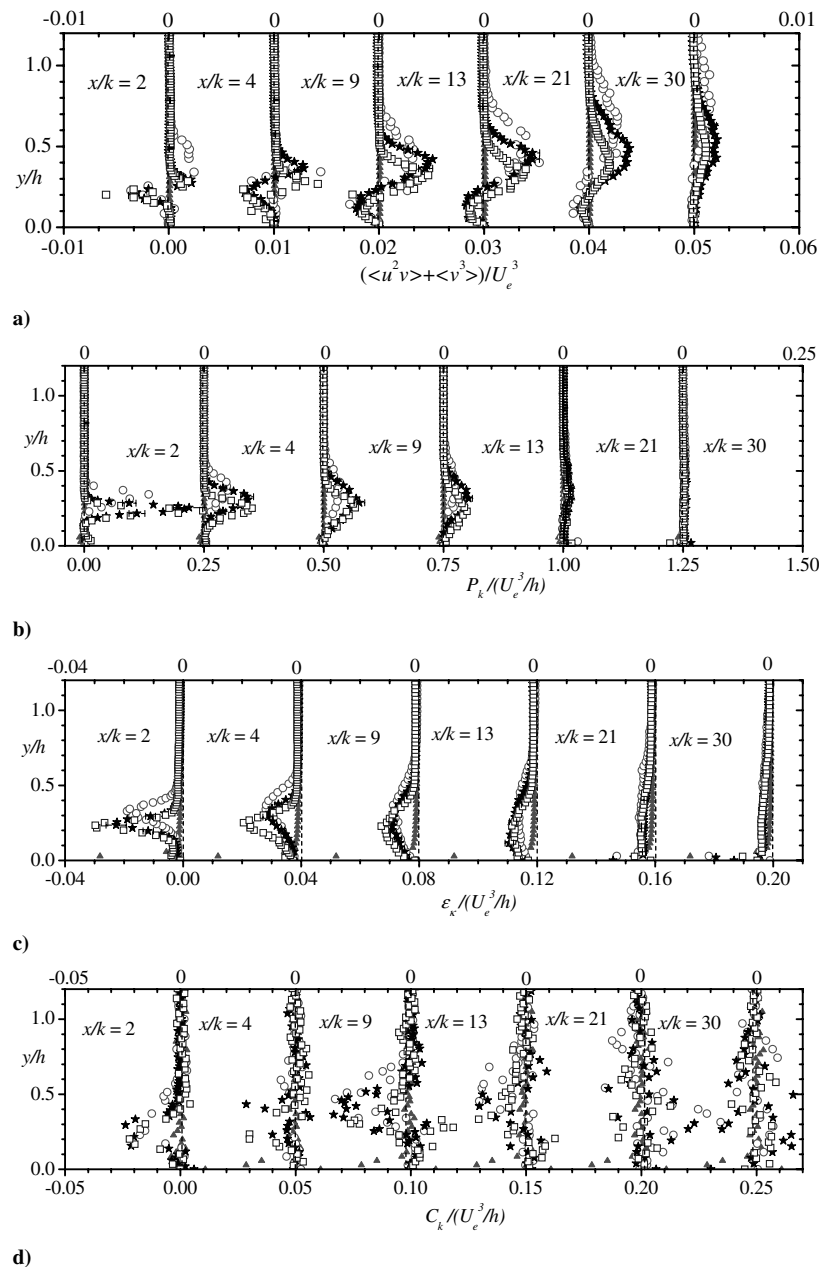 -0.01 0 0 0 0 0 0 0.01
1.0
x/k = 2 x/k = 4 x/k = 9 x/k = 13 x/k = 21 x/k = 30
0.5
y/h
0.0
-0.01 0.00 0.01 0.02 0.03 0.04 0.05 0.06
(<u²v>+<v³>)/Uₑ³
a)
0 0 0 0 0 0 0.25
1.0
y/h
x/k = 2 x/k = 4 x/k = 9 x/k = 13 x/k = 21 x/k = 30
0.5
0.0
0.00 0.25 0.50 0.75 1.00 1.25 1.50
Pₖ/(Uₑ³/h)
b)
-0.04 0 0 0 0 0 0
1.0
x/k = 2 x/k = 4 x/k = 9 x/k = 13 x/k = 21 x/k = 30
y/h
0.5
0.0
-0.04 0.00 0.04 0.08 0.12 0.16 0.20
ε_κ/(Uₑ³/h)
c)
-0.05 0 0 0 0 0 0
1.0
x/k = 2 x/k = 4 x/k = 9 x/k = 13 x/k = 21 x/k = 30
y/h
0.5
0.0
-0.05 0.00 0.05 0.10 0.15 0.20 0.25
Cₖ/(Uₑ³/h)
d)